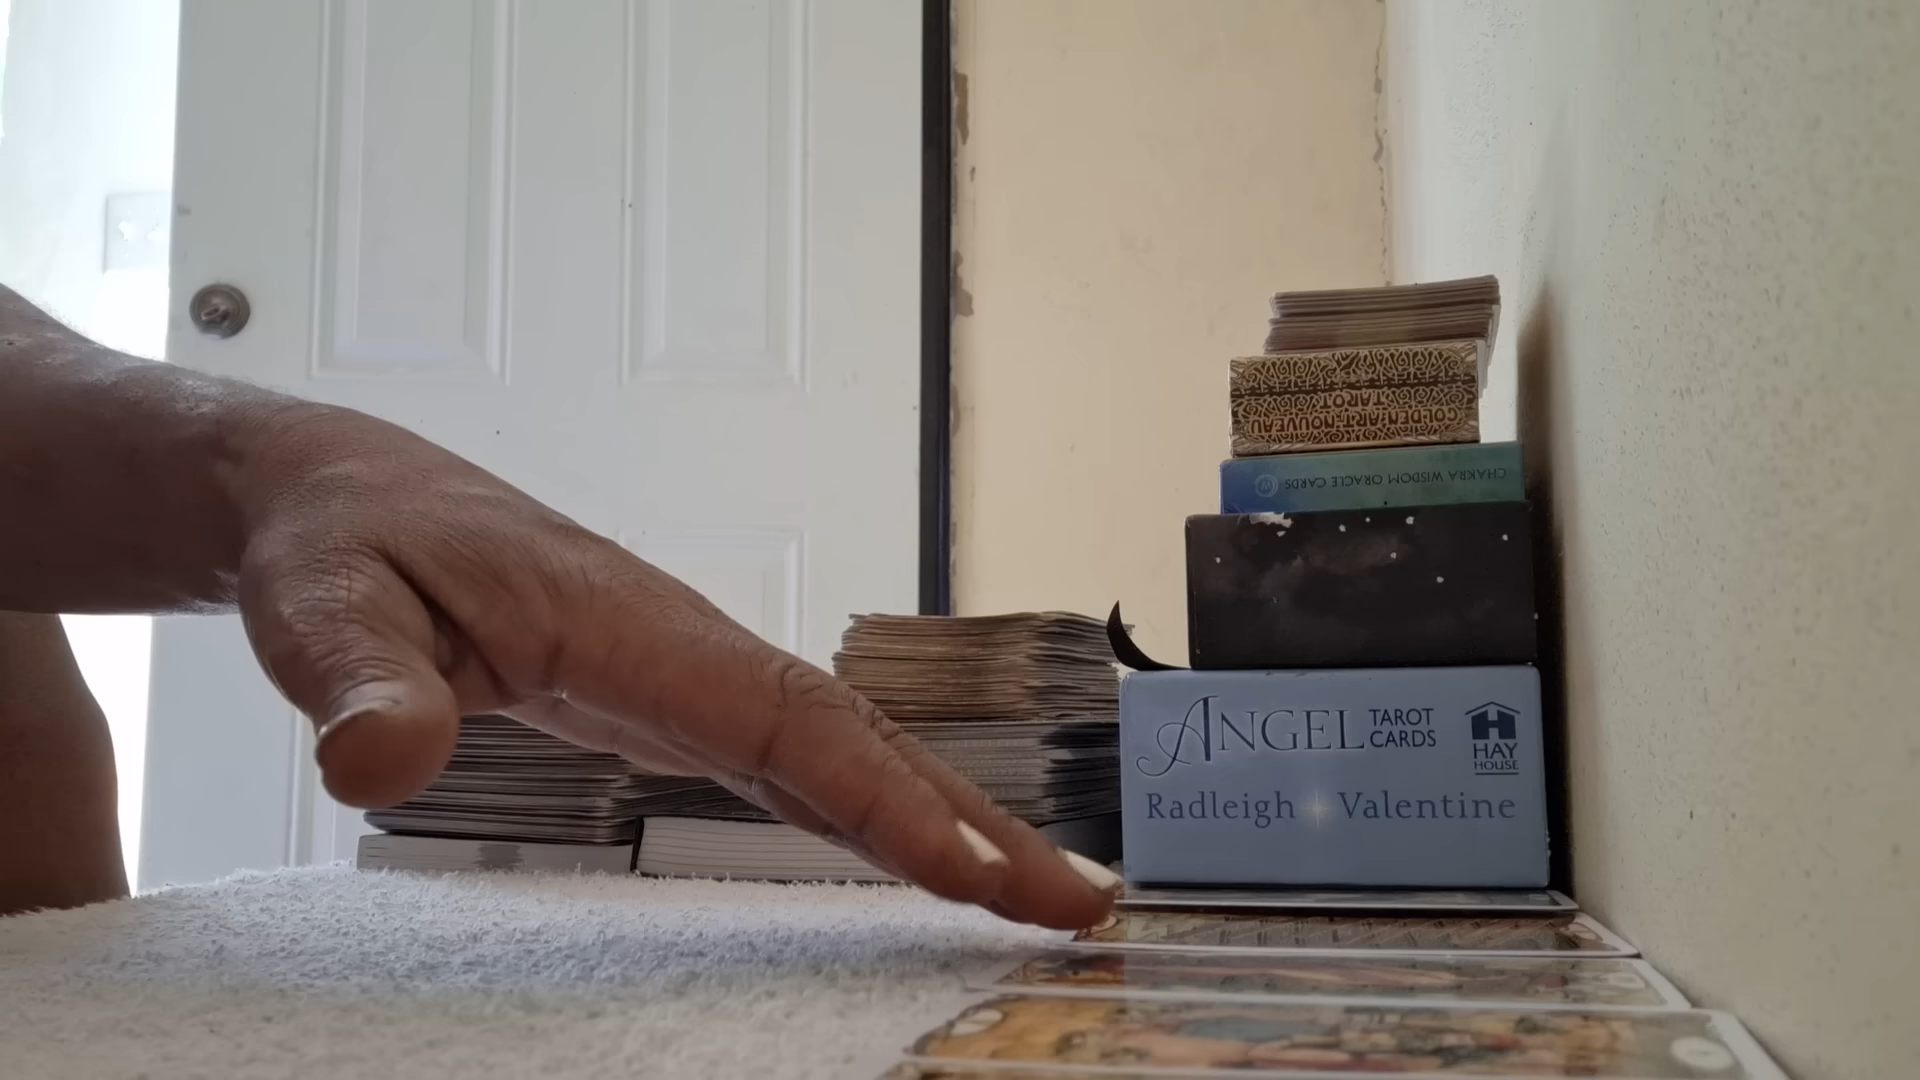 GOLDEN ART NOUVEAU
TAROT
CHAKRA WISDOM ORACLE CARDS
ANGEL TAROT
CARDS
HAY
HOUSE
Radleigh Valentine